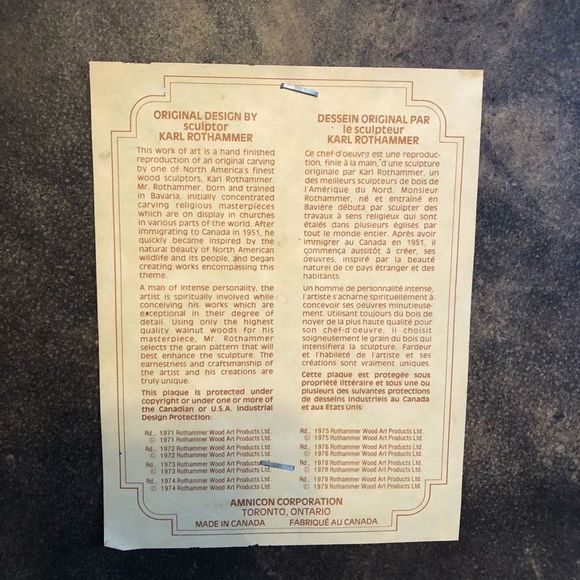 ORIGINAL DESIGN BY
sculptor
KARL ROTHAMMER
This work of art is a hand finished
reproduction of an original carving
by one of North America's finest
wood sculptors, Karl Rothammer.
Mr. Rothammer, born and trained
in Bavaria, initially concentrated
carving religious masterpieces
which are on display in churches
in various parts of the world. After
immigrating to Canada in 1951, he
quickly became inspired by the
natural beauty of North American
wildlife and its people, and began
creating works encompassing this
theme.
A man of intense personality, the
artist is spiritually involved while
conceiving his works which are
exceptional in their degree of
detail. Using only the highest
quality walnut woods for his
masterpiece, Mr. Rothammer
selects the grain pattern that will
best enhance the sculpture. The
earnestness and craftsmanship of
the artist and his creations are
truly unique.
This plaque is protected under
copyright or under one or more of
the Canadian or U.S.A. Industrial
Design Protection:
Rd., 1971 Rothammer Wood Art Products Ltd.
© 1971 Rothammer Wood Art Products Ltd.
Rd., 1972 Rothammer Wood Art Products Ltd.
© 1972 Rothammer Wood Art Products Ltd.
Rd., 1973 Rothammer Wood Art Products Ltd.
© 1973 Rothammer Wood Art Products Ltd.
Rd., 1974 Rothammer Wood Art Products Ltd.
© 1974 Rothammer Wood Art Products Ltd.
DESSEIN ORIGINAL PAR
le sculpteur
KARL ROTHAMMER
Ce chef-d'oeuvre est une reproduc-
tion, finie à la main, d'une sculpture
originale par Karl Rothammer, un
des meilleurs sculpteurs de bois de
l'Amérique du Nord. Monsieur
Rothammer, né et entraîné en
Bavière débuta par sculpter des
travaux à sens religieux qui sont
étalés dans plusieurs églises par
tout le monde entier. Après avoir
immigrer au Canada en 1951, il
commença aussitôt à créer, ses
oeuvres, inspiré par la beauté
naturel de ce pays étranger et des
habitants.
Un homme de personnalité intense,
l'artiste s'acharne spirituellement à
concevoir ses oeuvres minutieuse-
ment. Utilisant toujours du bois de
noyer de la plus haute qualité pour
son chef-d'oeuvre, il choisit
soigneusement le grain du bois qui
intensifiera la sculpture. Fardeur
et l'habileté de l'artiste et ses
créations sont vraiment uniques.
Cette plaque est protegée sous
propriété littéraire et sous une ou
plusieurs des suivantes protections
de desseins industriels au Canada
et aux Etats Unis:
Rd., 1975 Rothammer Wood Art Products Ltd.
© 1975 Rothammer Wood Art Products Ltd.
Rd., 1976 Rothammer Wood Art Products Ltd.
© 1976 Rothammer Wood Art Products Ltd.
Rd., 1978 Rothammer Wood Art Products Ltd.
© 1978 Rothammer Wood Art Products Ltd.
Rd., 1979 Rothammer Wood Art Products Ltd.
© 1979 Rothammer Wood Art Products Ltd.
AMNICON CORPORATION
TORONTO, ONTARIO
MADE IN CANADA FABRIQUÉ AU CANADA